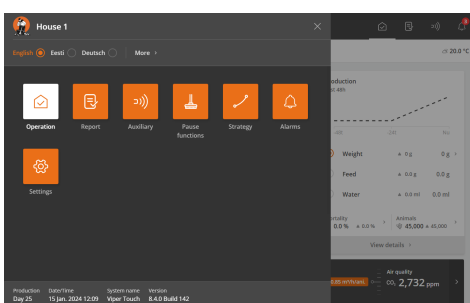 House 1
English Eesti Deutsch More
20.0 °C
Operation Report Auxiliary Pause functions Strategy Alarms
Settings
48h
-48h -24h
Weight 0 g 0 g
Feed 0.0 g 0.0 g
Water 0.0 ml 0.0 ml
Animals
0.0 % 0.0 % 45,000 45,000
View details
Air quality
CO₂ 2,732 ppm
Production Date/Time System name Version
Day 25 15 Jan. 2024 12:09 Viper Touch 8.4.0 Build 142